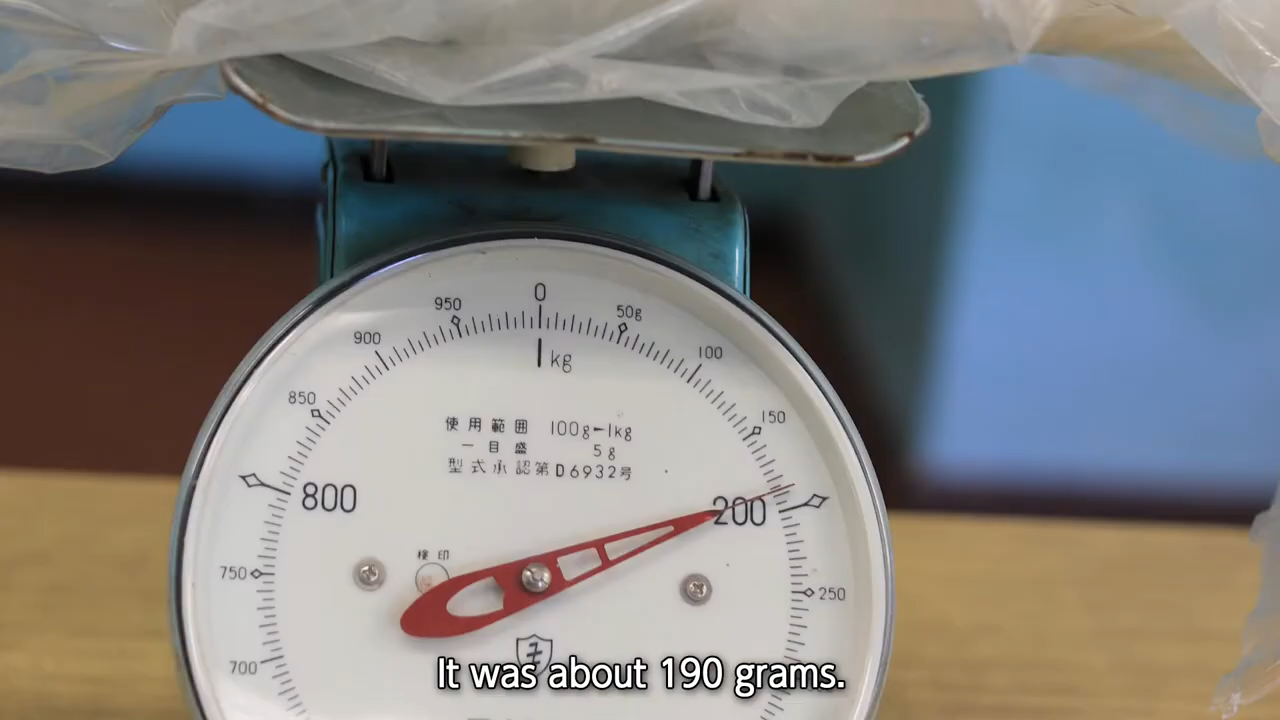 0
950
50g
900
100
kg
850
150
使用範囲 100g-1kg
一目盛 5g
型式承認第D6932号
800
200
検印
750
250
700
It was about 190 grams.